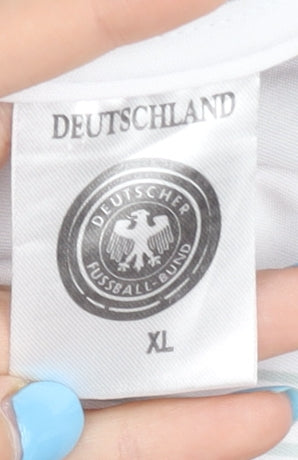 DEUTSCHLAND
DEUTSCHER
FUSSBALL-BUND
XL